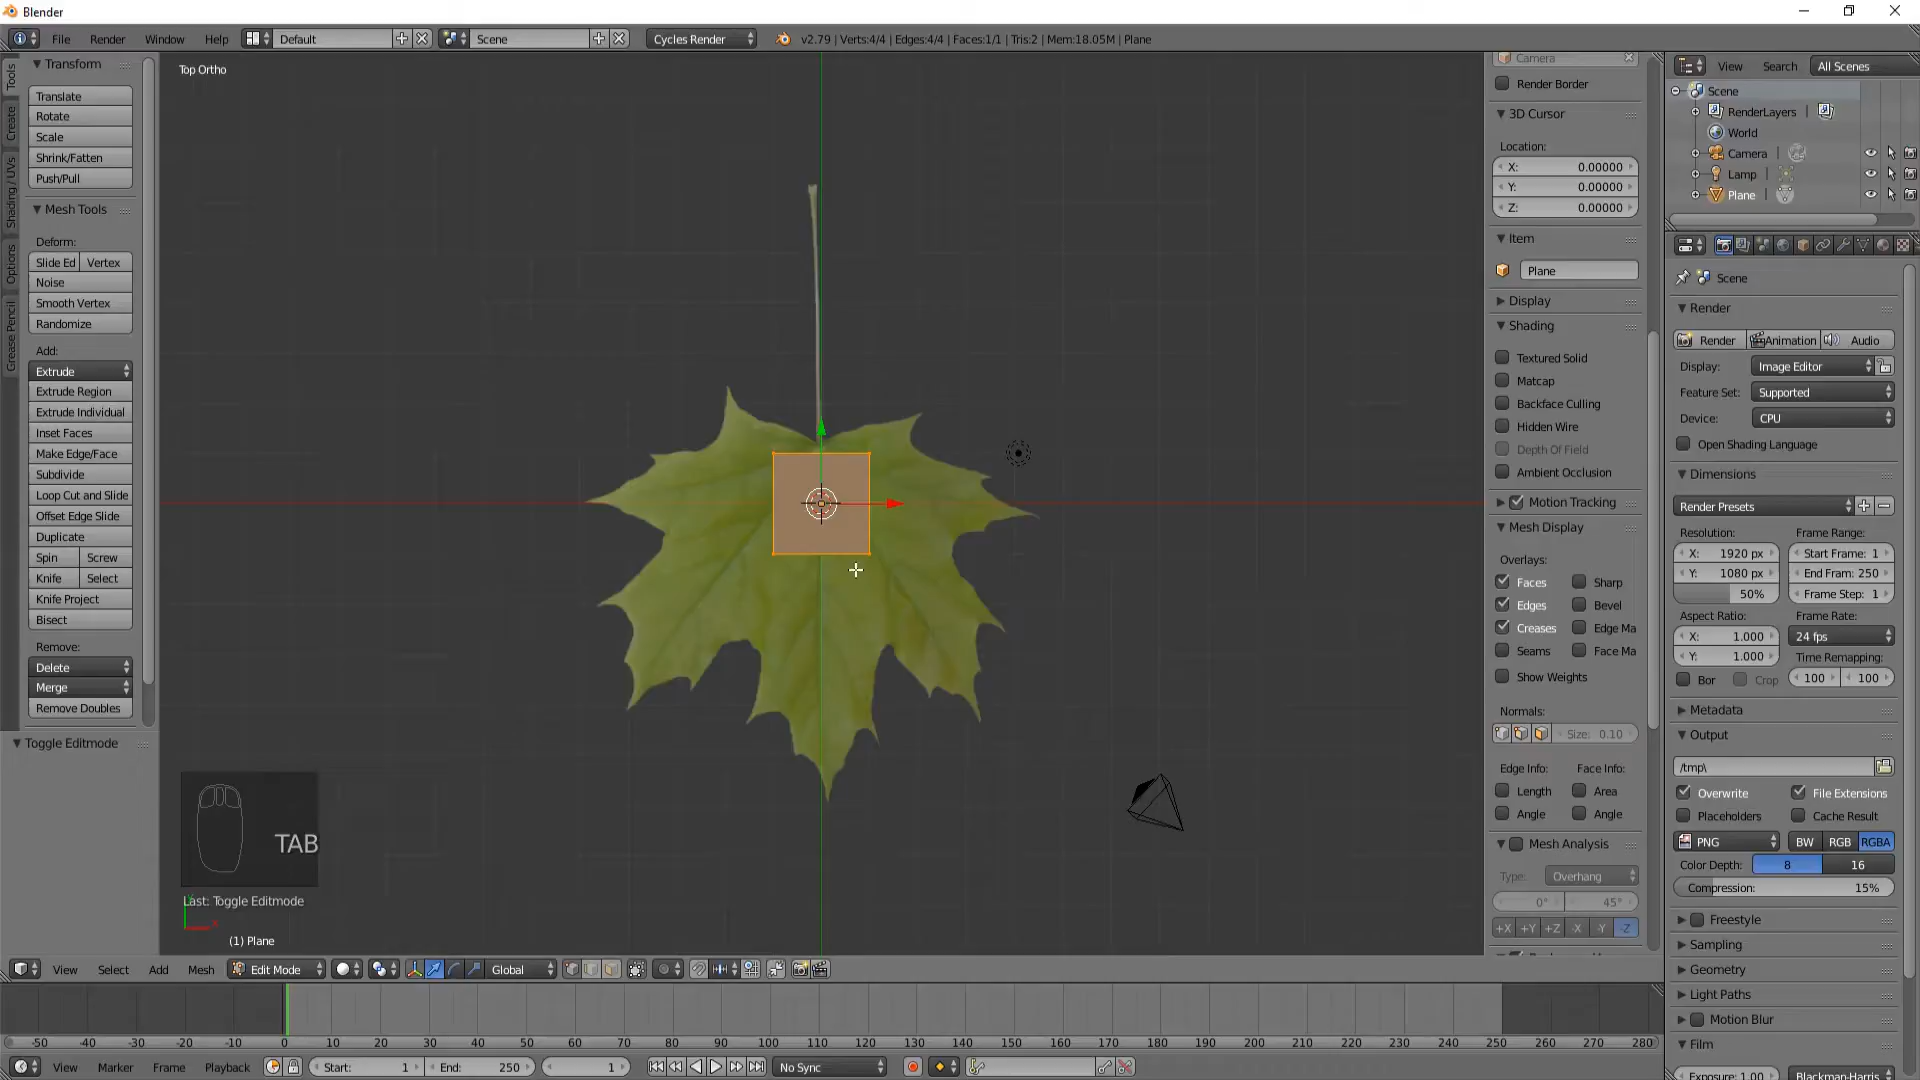 Blender
File Render Window Help Default Scene Cycles Render v2.79 | Verts:4/4 | Edges:4/4 | Faces:1/1 | Tris:2 | Mem:18.05M | Plane
Tools
Create
Shading / UVs
Options
Grease Pencil
Transform
Translate
Rotate
Scale
Shrink/Fatten
Push/Pull
Mesh Tools
Deform:
Slide Ed Vertex
Noise
Smooth Vertex
Randomize
Add:
Extrude
Extrude Region
Extrude Individual
Inset Faces
Make Edge/Face
Subdivide
Loop Cut and Slide
Offset Edge Slide
Duplicate
Spin Screw
Knife Select
Knife Project
Bisect
Remove:
Delete
Merge
Remove Doubles
Toggle Editmode
Top Ortho
TAB
Last: Toggle Editmode
(1) Plane
Camera
Render Border
3D Cursor
Location:
X: 0.00000
Y: 0.00000
Z: 0.00000
Item
Plane
Display
Shading
Textured Solid
Matcap
Backface Culling
Hidden Wire
Depth Of Field
Ambient Occlusion
Motion Tracking
Mesh Display
Overlays:
Faces Sharp
Edges Bevel
Creases Edge Ma
Seams Face Ma
Show Weights
Normals:
Size: 0.10
Edge Info: Face Info:
Length Area
Angle Angle
Mesh Analysis
Type: Overhang
0° 45°
+X +Y +Z -X -Y -Z
View Search All Scenes
Scene
RenderLayers
World
Camera
Lamp
Plane
Scene
Render
Render Animation Audio
Display: Image Editor
Feature Set: Supported
Device: CPU
Open Shading Language
Dimensions
Render Presets
Resolution: Frame Range:
X: 1920 px Start Frame: 1
Y: 1080 px End Fram: 250
50% Frame Step: 1
Aspect Ratio: Frame Rate:
X: 1.000 24 fps
Y: 1.000 Time Remapping:
Bor Crop 100 100
Metadata
Output
/tmp\
Overwrite File Extensions
Placeholders Cache Result
PNG BW RGB RGBA
Color Depth: 8 16
Compression: 15%
Freestyle
Sampling
Geometry
Light Paths
Motion Blur
Film
Exposure: 1.00 Blackman-Harris
View Select Add Mesh Edit Mode Global
-50 -40 -30 -20 -10 0 10 20 30 40 50 60 70 80 90 100 110 120 130 140 150 160 170 180 190 200 210 220 230 240 250 260 270 280
View Marker Frame Playback Start: 1 End: 250 1 No Sync